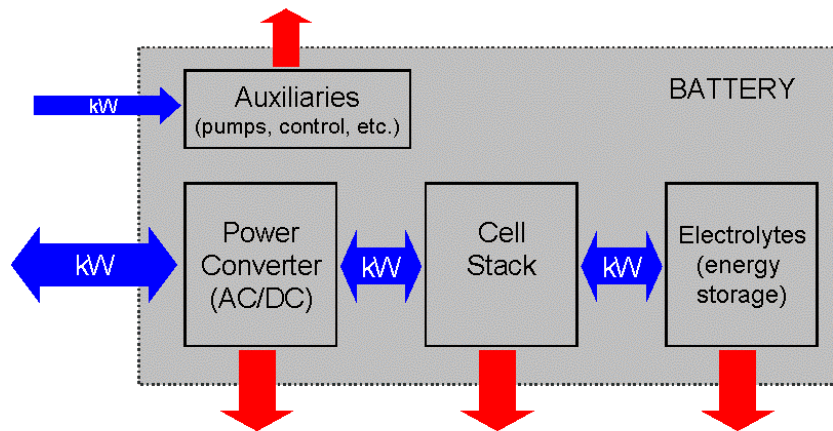 BATTERY
Auxiliaries
(pumps, control, etc.)
kW
kW
Power
Converter
(AC/DC)
kW
Cell
Stack
kW
Electrolytes
(energy
storage)